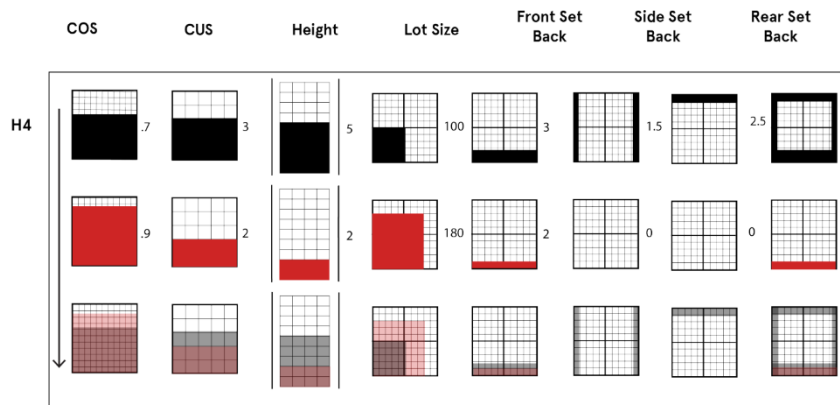 COS CUS Height Lot Size Front Set Back Side Set Back Rear Set Back
H4
.7 3 5 100 3 1.5 2.5
.9 2 2 180 2 0 0